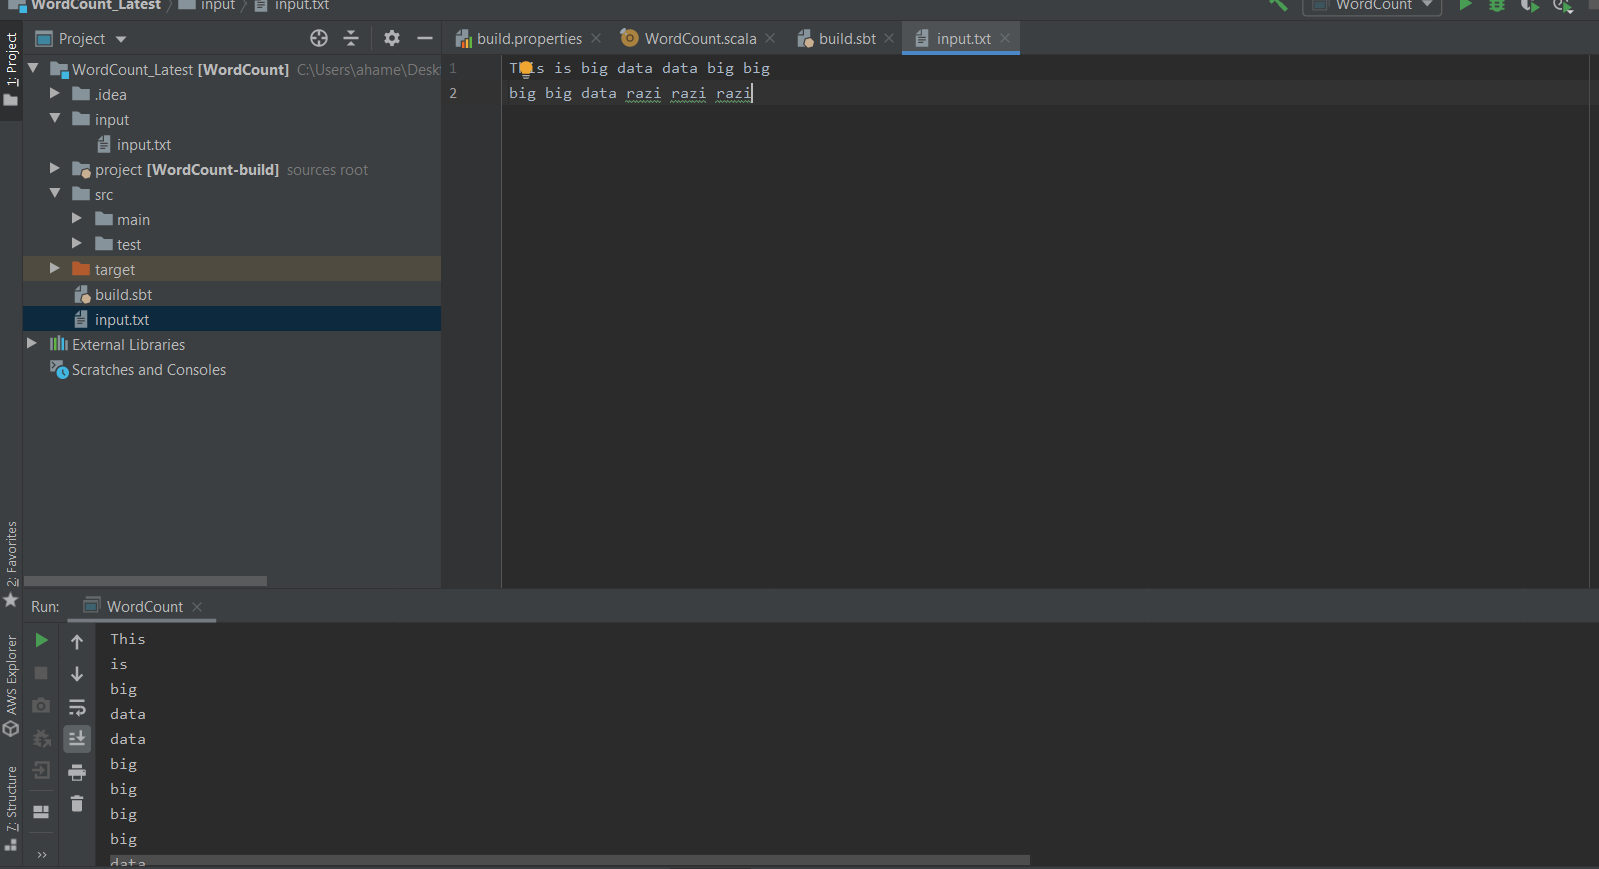 WordCount_Latest input input.txt
WordCount
Project
build.properties WordCount.scala build.sbt input.txt
1: Project
WordCount_Latest [WordCount] C:\Users\ahame\Desk
.idea
input
input.txt
project [WordCount-build] sources root
src
main
test
target
build.sbt
input.txt
External Libraries
Scratches and Consoles
1 This is big data data big big
2 big big data razi razi razi
2: Favorites
AWS Explorer
7: Structure
Run: WordCount
This
is
big
data
data
big
big
big
big
data
»